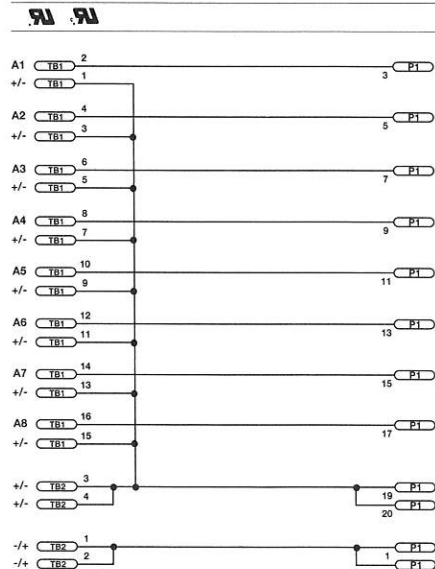 A1 TB1 2 3 P1
+/- TB1 1
A2 TB1 4 5 P1
+/- TB1 3
A3 TB1 6 7 P1
+/- TB1 5
A4 TB1 8 9 P1
+/- TB1 7
A5 TB1 10 11 P1
+/- TB1 9
A6 TB1 12 13 P1
+/- TB1 11
A7 TB1 14 15 P1
+/- TB1 13
A8 TB1 16 17 P1
+/- TB1 15
+/- TB2 3 19 P1
+/- TB2 4 20 P1
-/+ TB2 1 1 P1
-/+ TB2 2 P1